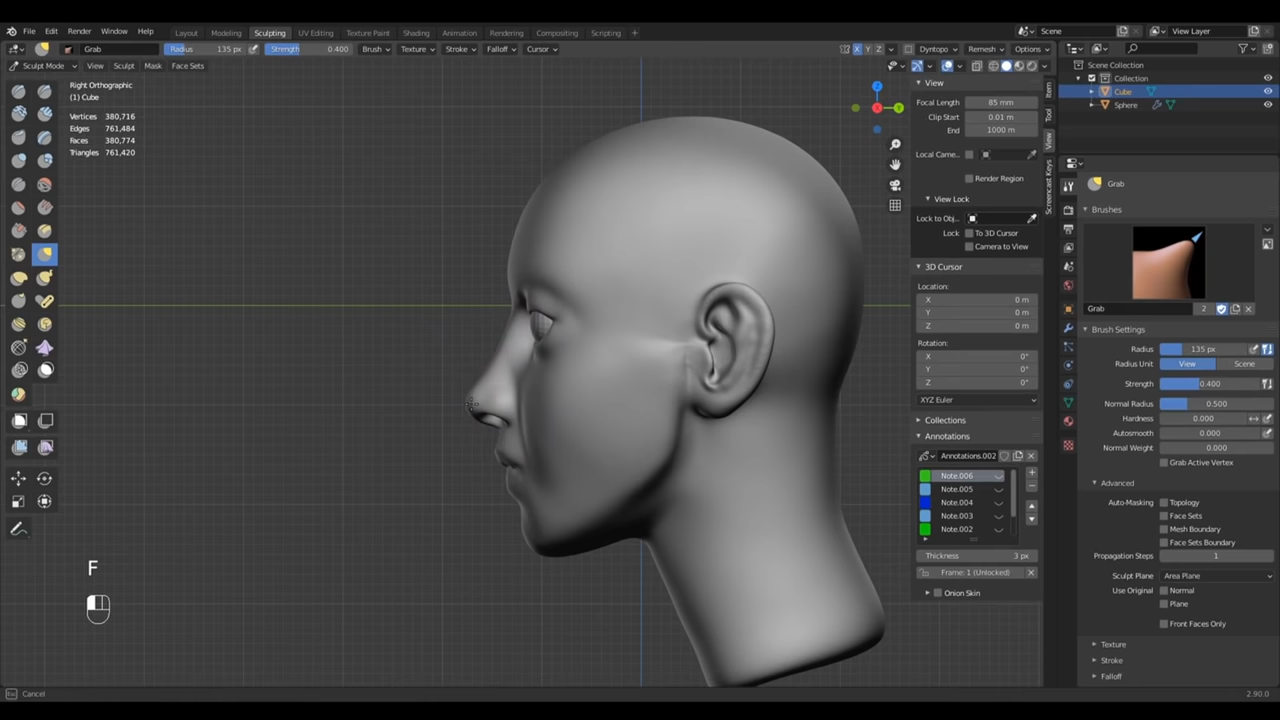 File Edit Render Window Help Layout Modeling Sculpting UV Editing Texture Paint Shading Animation Rendering Compositing Scripting + Scene View Layer
Grab Radius 135 px Strength 0.400 Brush Texture Stroke Falloff Cursor X Y Z Dyntopo Remesh Options
Sculpt Mode View Sculpt Mask Face Sets
Right Orthographic
(1) Cube
Vertices 380,716
Edges 761,484
Faces 380,774
Triangles 761,420
Z
X
Y
F
View
Focal Length 85 mm
Clip Start 0.01 m
End 1000 m
Local Came...
Render Region
View Lock
Lock to Obj...
Lock To 3D Cursor
Camera to View
3D Cursor
Location:
X 0 m
Y 0 m
Z 0 m
Rotation:
X 0°
Y 0°
Z 0°
XYZ Euler
Collections
Annotations
Annotations.002
Note.006
Note.005
Note.004
Note.003
Note.002
Thickness 3 px
Frame: 1 (Unlocked)
Onion Skin
Item
Tool
View
Screencast Keys
Scene Collection
Collection
Cube
Sphere
Grab
Brushes
Grab 2
Brush Settings
Radius 135 px
Radius Unit View Scene
Strength 0.400
Normal Radius 0.500
Hardness 0.000
Autosmooth 0.000
Normal Weight 0.000
Grab Active Vertex
Advanced
Auto-Masking Topology
Face Sets
Mesh Boundary
Face Sets Boundary
Propagation Steps 1
Sculpt Plane Area Plane
Use Original Normal
Plane
Front Faces Only
Texture
Stroke
Falloff
Esc Cancel
2.90.0